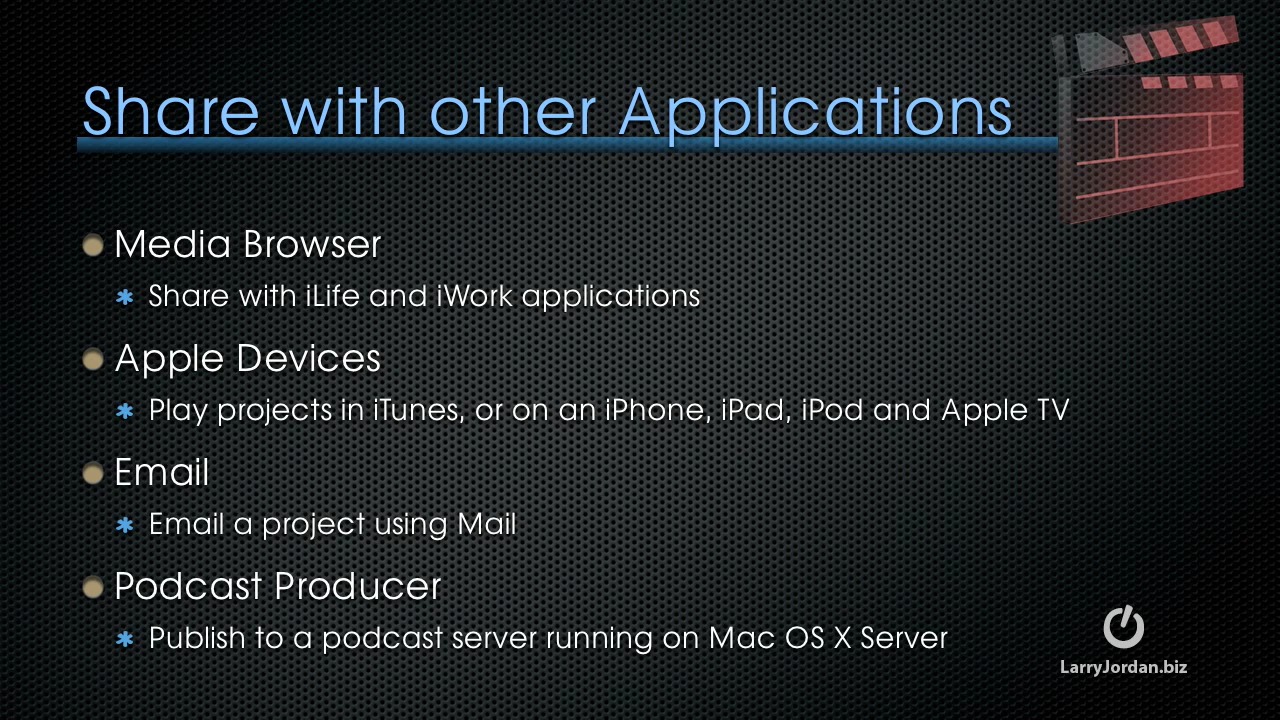 Share with other Applications
Media Browser
Share with iLife and iWork applications
Apple Devices
Play projects in iTunes, or on an iPhone, iPad, iPod and Apple TV
Email
Email a project using Mail
Podcast Producer
Publish to a podcast server running on Mac OS X Server
LarryJordan.biz